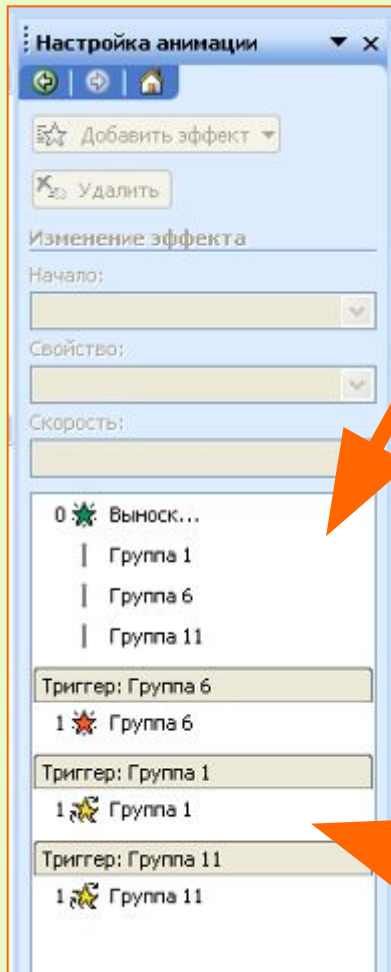 Настройка анимации
Добавить эффект
Удалить
Изменение эффекта
Начало:
Свойство:
Скорость:
0 Выноск...
Группа 1
Группа 6
Группа 11
Триггер: Группа 6
1 Группа 6
Триггер: Группа 1
1 Группа 1
Триггер: Группа 11
1 Группа 11